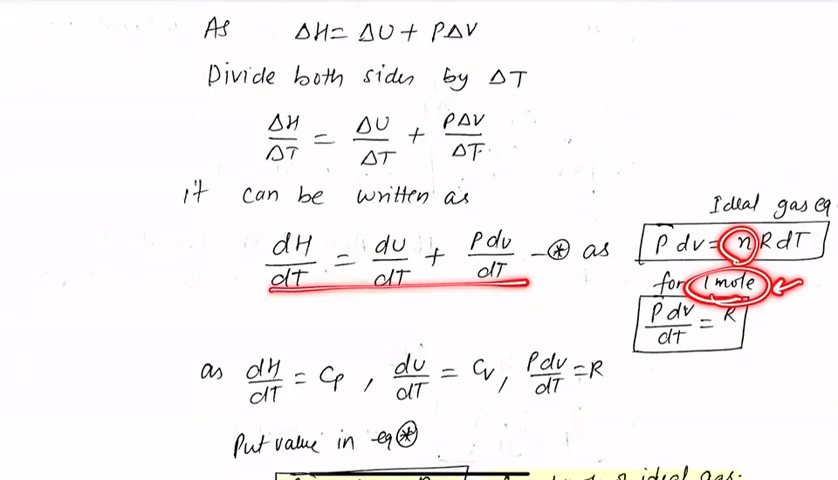 As ΔH = ΔU + PΔV
Divide both sides by ΔT
ΔH/ΔT = ΔU/ΔT + PΔV/ΔT
it can be written as
Ideal gas eq
dH/dT = dU/dT + Pdv/dT —⊛ as
Pdv = nRdT
for 1 mole
Pdv/dT = R
as dH/dT = Cp, dU/dT = Cv, Pdv/dT = R
Put value in eq ⊛
ideal gas: